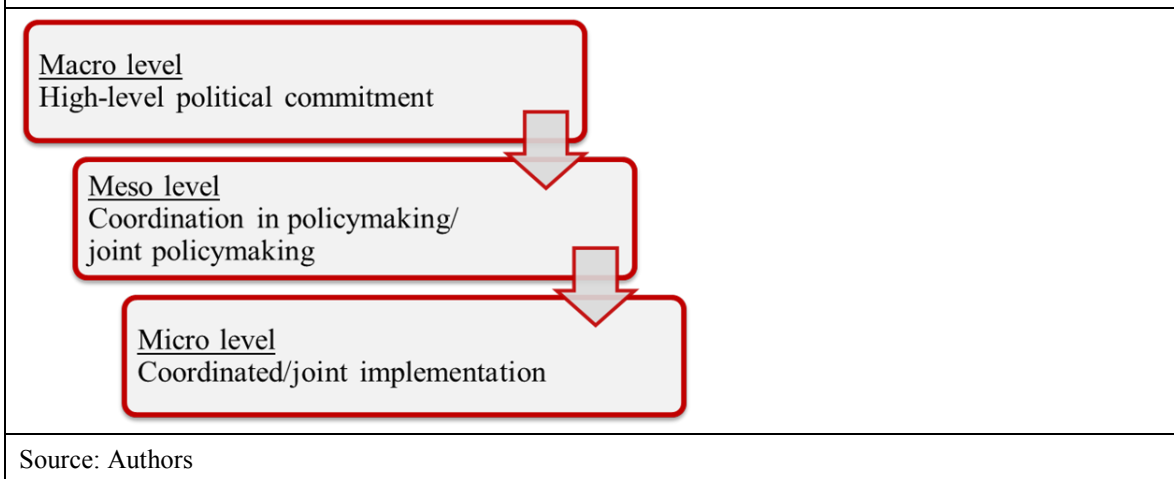 Macro level
High-level political commitment
Meso level
Coordination in policymaking/
joint policymaking
Micro level
Coordinated/joint implementation
Source: Authors